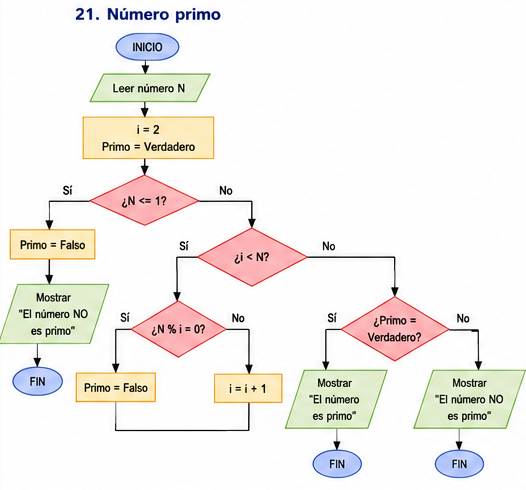 21. Número primo
INICIO
Leer número N
i = 2
Primo = Verdadero
¿N <= 1?
Sí
No
Primo = Falso
Mostrar
"El número NO
es primo"
FIN
¿i < N?
Sí
No
¿N % i = 0?
Sí
No
Primo = Falso
i = i + 1
¿Primo =
Verdadero?
Sí
No
Mostrar
"El número
es primo"
FIN
Mostrar
"El número NO
es primo"
FIN